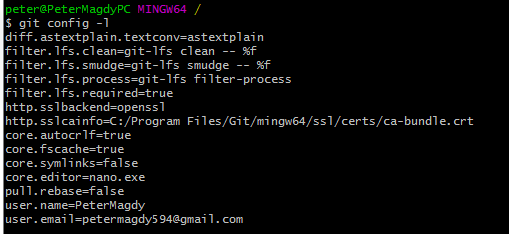 peter@PeterMagdyPC MINGW64 /
$ git config -l
diff.astextplain.textconv=astextplain
filter.lfs.clean=git-lfs clean -- %f
filter.lfs.smudge=git-lfs smudge -- %f
filter.lfs.process=git-lfs filter-process
filter.lfs.required=true
http.sslbackend=openssl
http.sslcainfo=C:/Program Files/Git/mingw64/ssl/certs/ca-bundle.crt
core.autocrlf=true
core.fscache=true
core.symlinks=false
core.editor=nano.exe
pull.rebase=false
user.name=PeterMagdy
user.email=petermagdy594@gmail.com